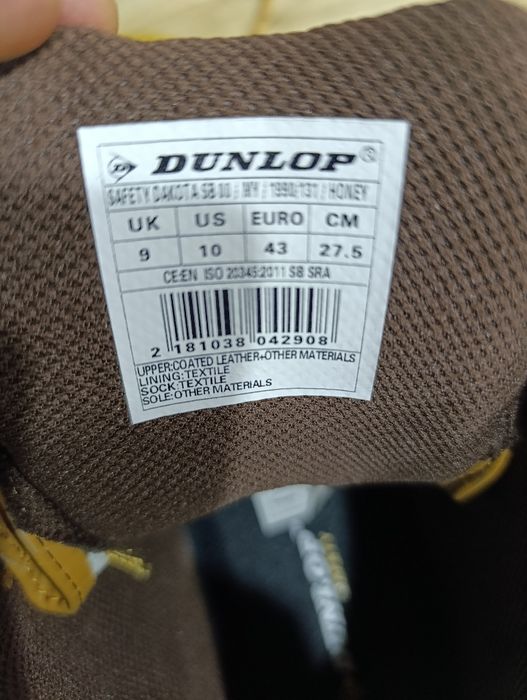 DUNLOP®
SAFETY DAKOTA SB 00 / MY / 1990/131 / HONEY
UK US EURO CM
9 10 43 27.5
CE:EN ISO 20345:2011 SB SRA
2 181038 042908
UPPER:COATED LEATHER+OTHER MATERIALS
LINING:TEXTILE
SOCK:TEXTILE
SOLE:OTHER MATERIALS